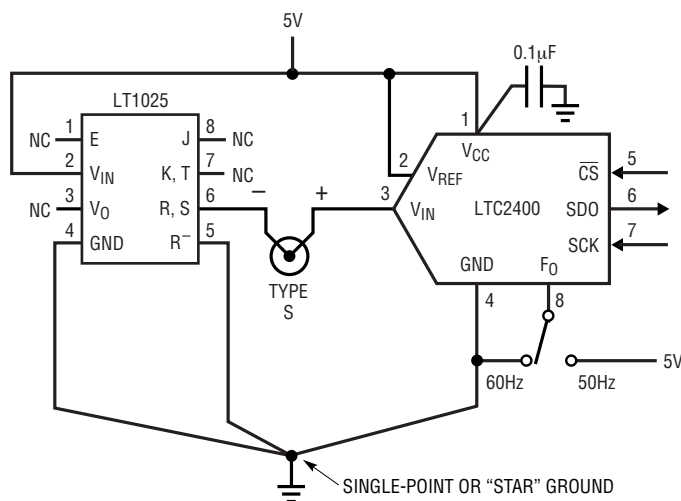 5V
0.1µF
LT1025
NC 1 E J 8 NC
2 VIN K, T 7 NC
NC 3 VO R, S 6
4 GND R– 5
– +
TYPE
S
1
VCC
2 VREF
3 VIN
LTC2400
CS 5
SDO 6
SCK 7
GND FO
4 8
60Hz 50Hz 5V
SINGLE-POINT OR “STAR” GROUND